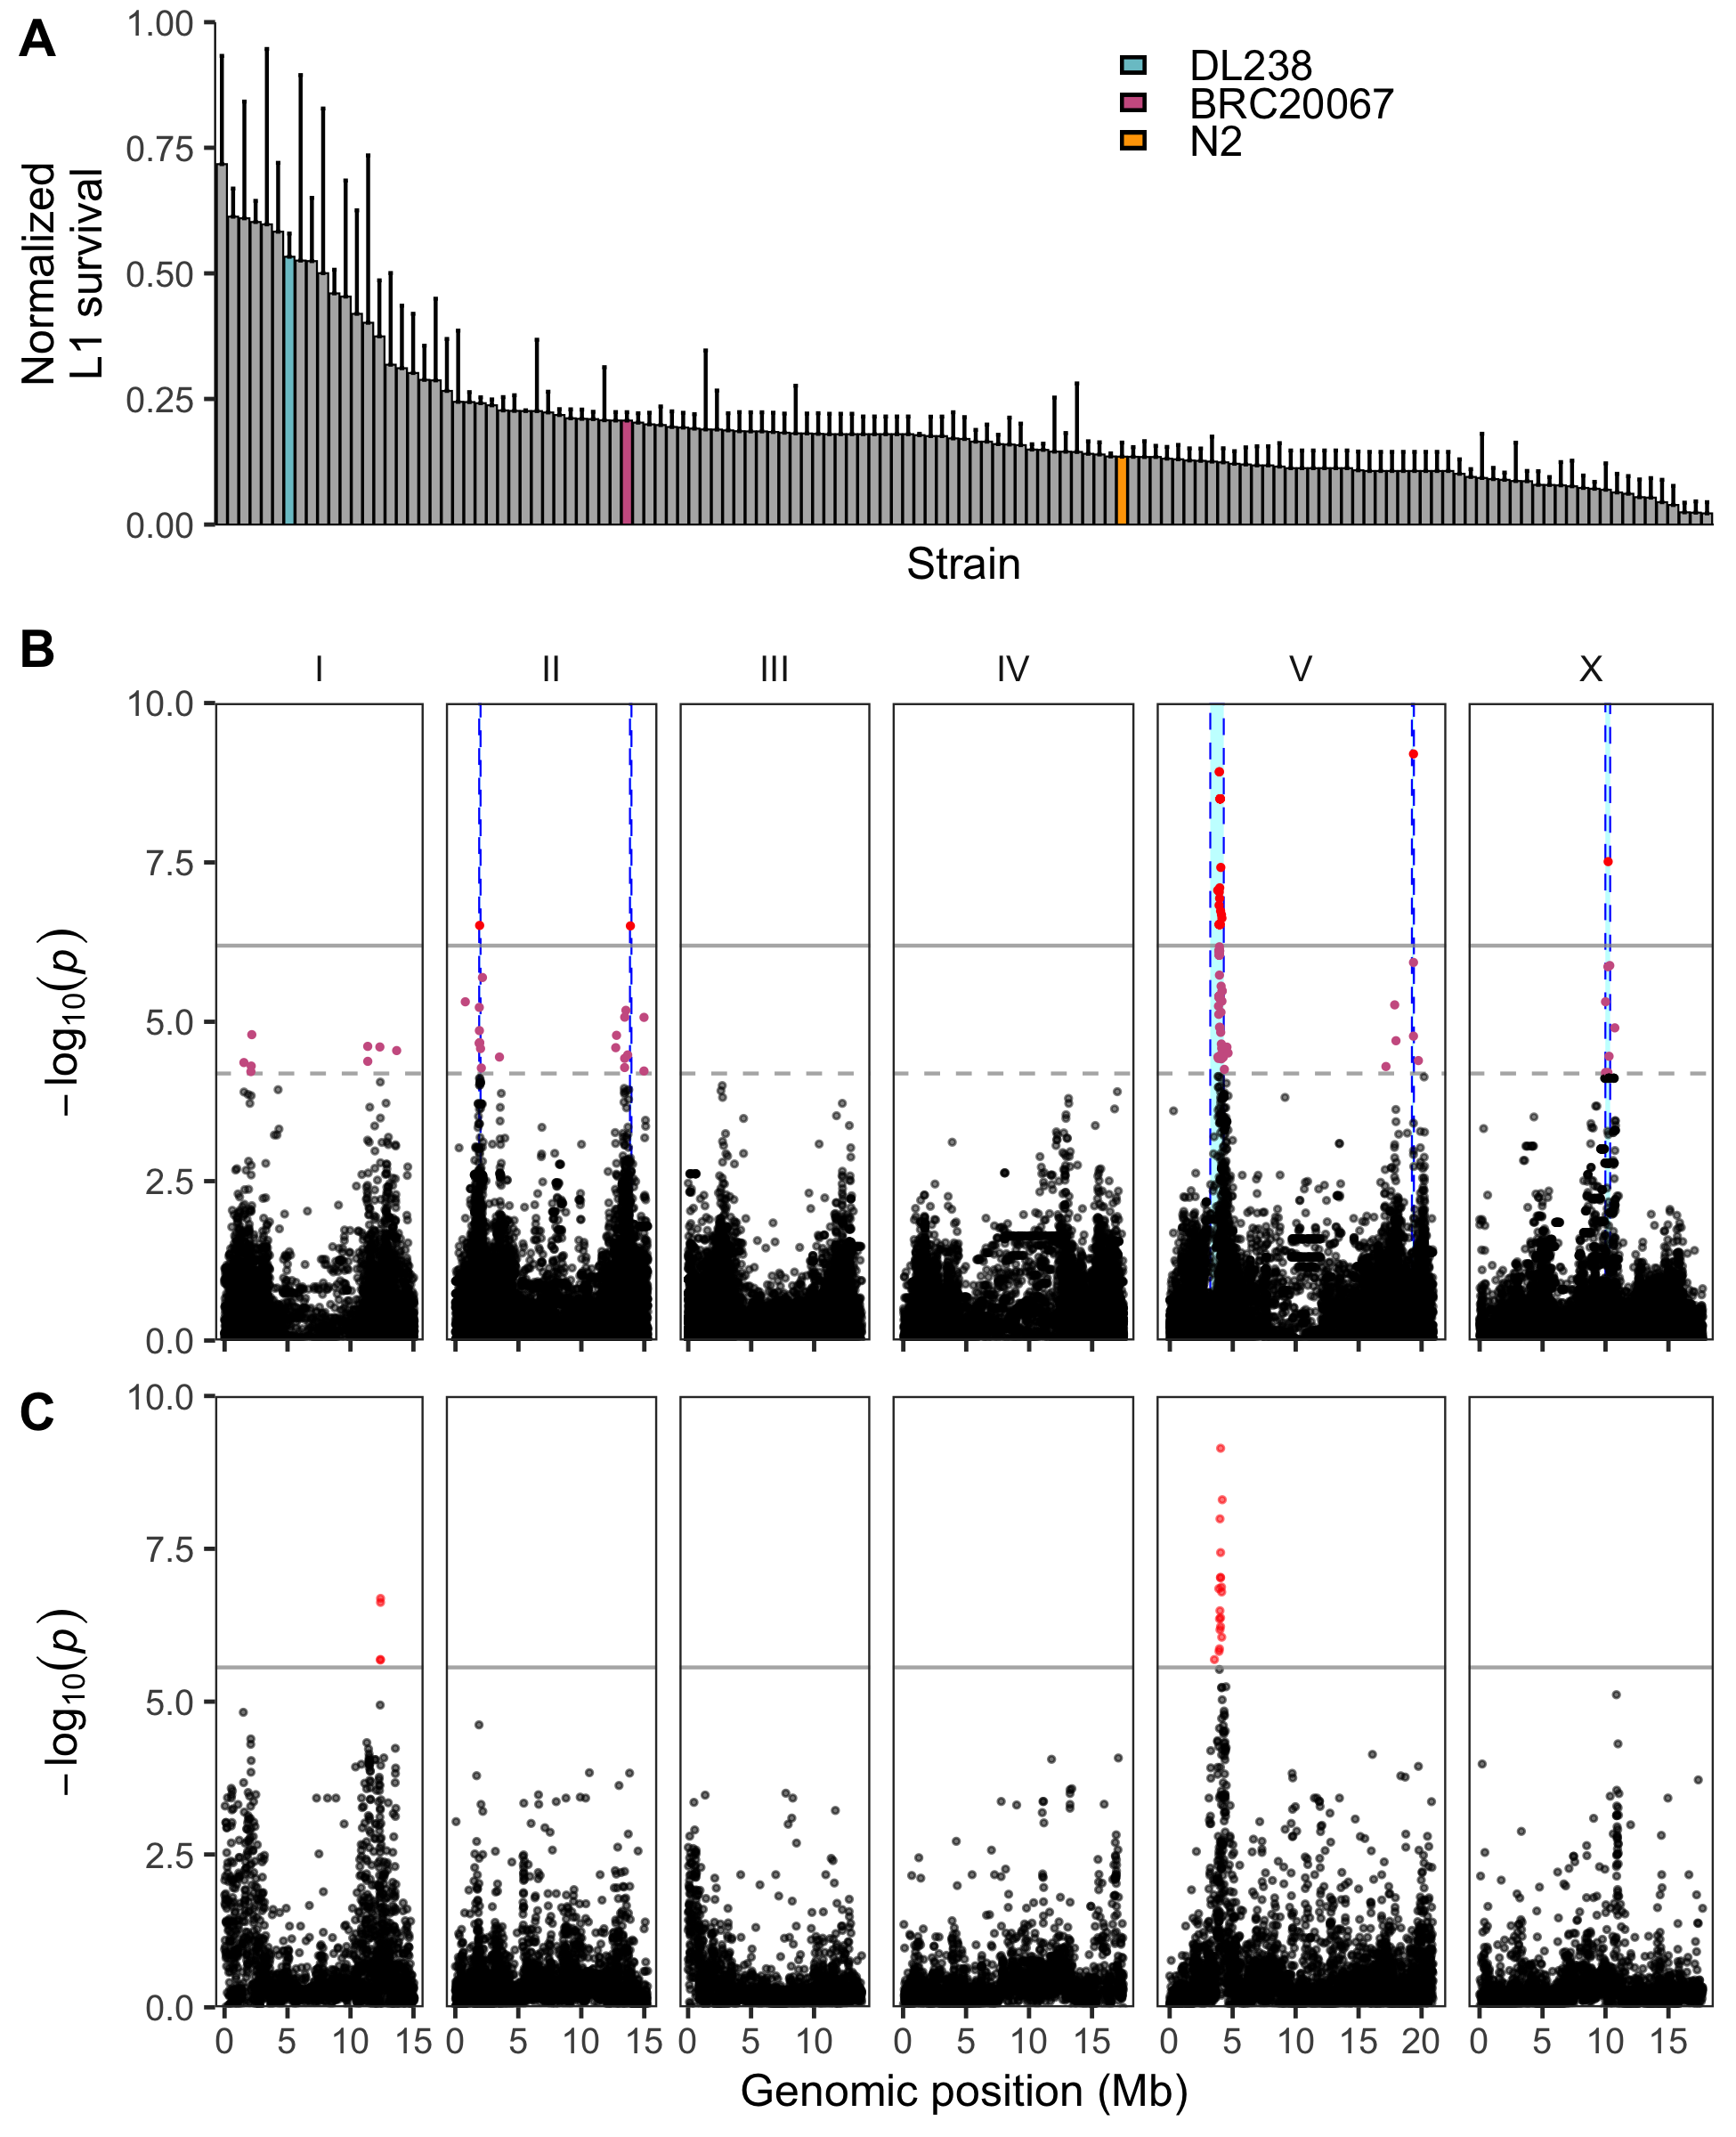 A
1.00
0.75
0.50
0.25
0.00
Normalized
L1 survival
DL238
BRC20067
N2
Strain
B
I II III IV V X
10.0
7.5
5.0
2.5
0.0
−log10(p)
C
10.0
7.5
5.0
2.5
0.0
−log10(p)
0 5 10 15 0 5 10 15 0 5 10 0 5 10 15 0 5 10 15 20 0 5 10 15
Genomic position (Mb)